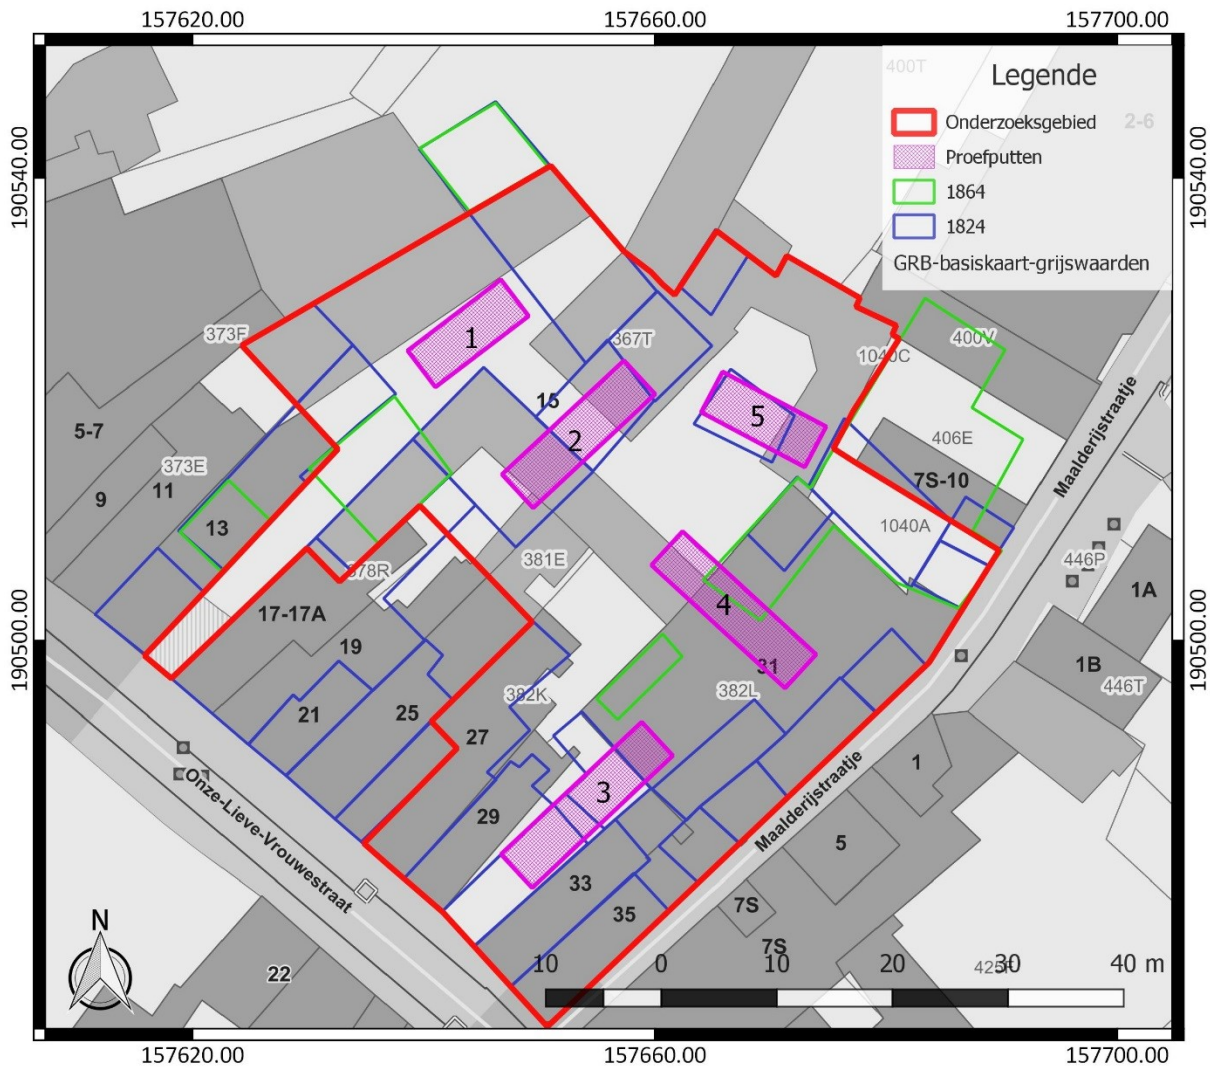 157620.00
157660.00
157700.00
190540.00
190540.00
Legende
Onderzoeksgebied
Proefputten
1864
1824
GRB-basiskaart-grijswaarden
400T
2-6
373F
1
367T
1040C
400V
15
5
5-7
2
406E
373E
9
11
7S-10
13
1040A
381E
446P
378R
1A
17-17A
4
19
31
1B
382K
382L
446T
21
25
27
1
3
29
5
33
35
7S
7S
22
Maalderijstraatje
Maalderijstraatje
Onze-Lieve-Vrouwestraat
190500.00
190500.00
N
10 0 10 20 30 40 m
157620.00
157660.00
157700.00